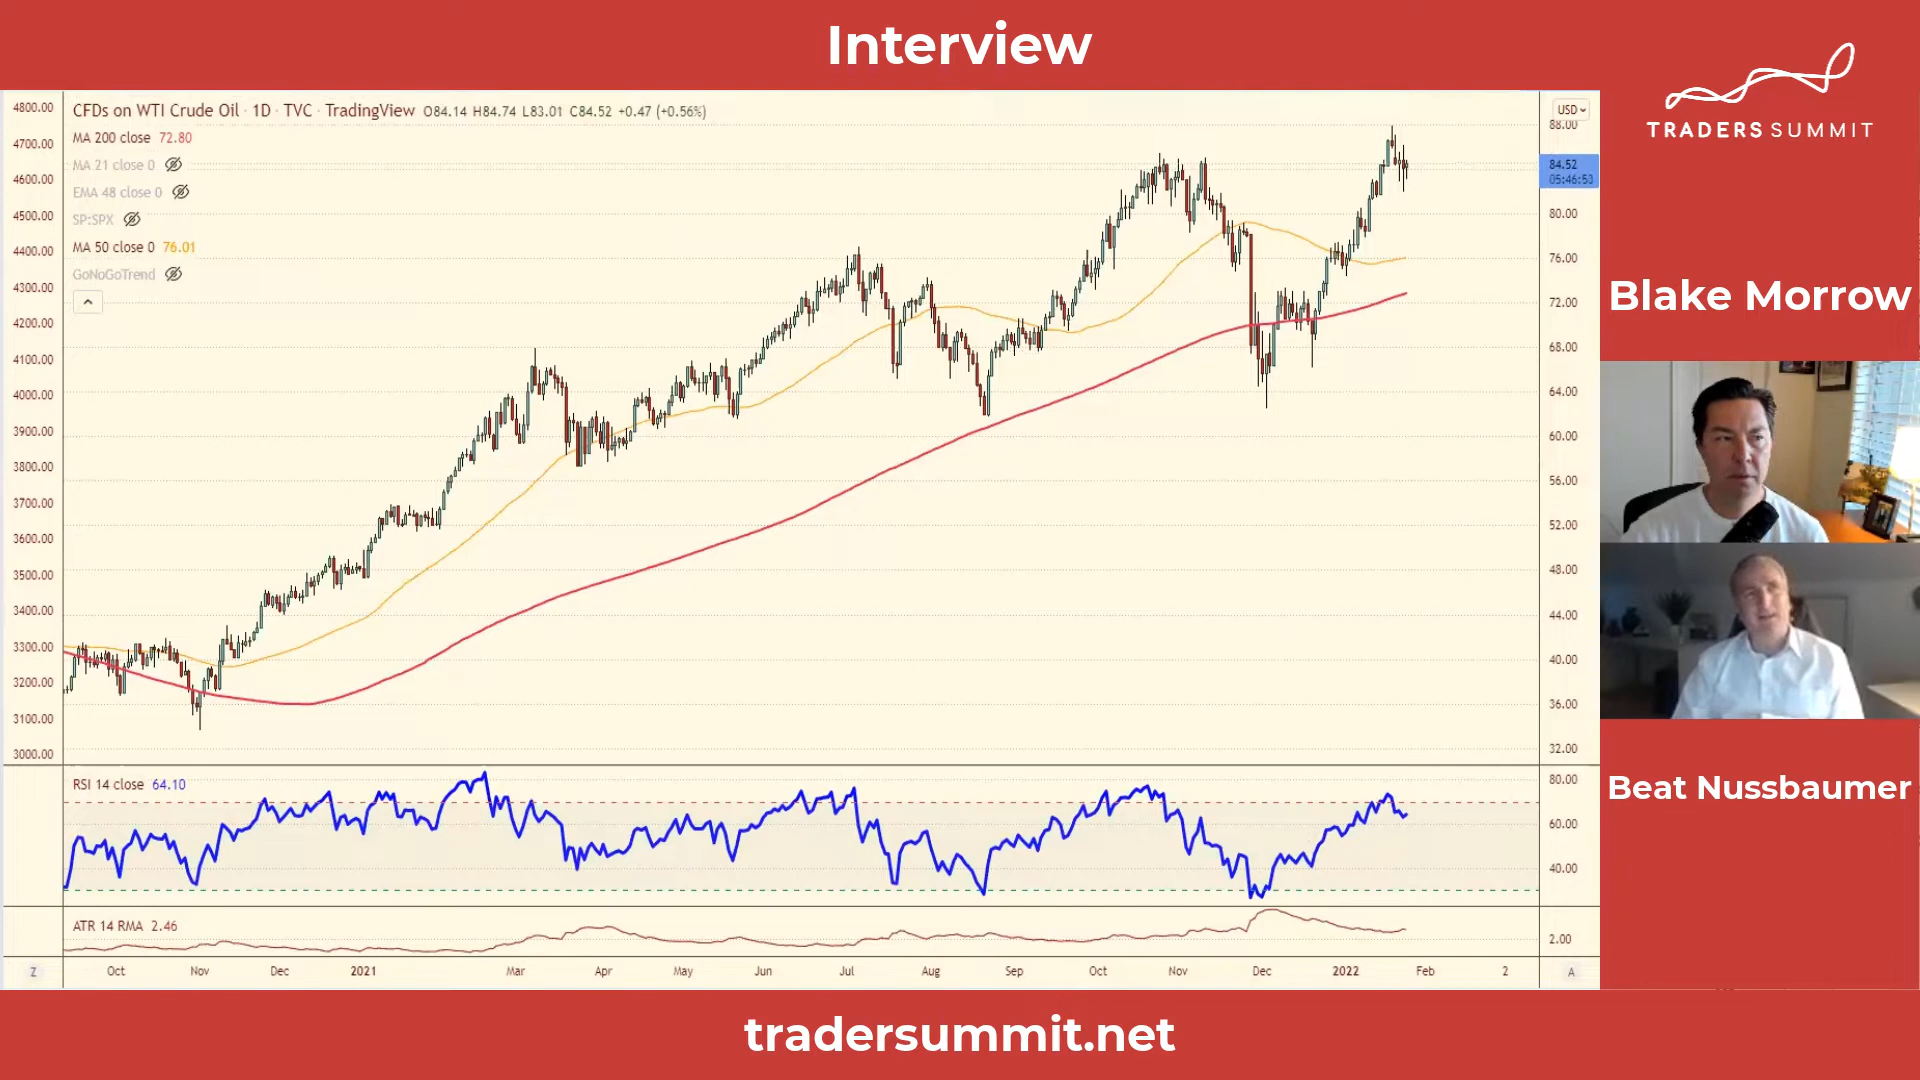 Interview
TRADERS SUMMIT
CFDs on WTI Crude Oil · 1D · TVC · TradingView O84.14 H84.74 L83.01 C84.52 +0.47 (+0.56%)
MA 200 close 72.80
MA 21 close 0
EMA 48 close 0
SP:SPX
MA 50 close 0 76.01
GoNoGoTrend
4800.00
4700.00
4600.00
4500.00
4400.00
4300.00
4200.00
4100.00
4000.00
3900.00
3800.00
3700.00
3600.00
3500.00
3400.00
3300.00
3200.00
3100.00
3000.00
USD
88.00
84.52
05:46:53
80.00
76.00
72.00
68.00
64.00
60.00
56.00
52.00
48.00
44.00
40.00
36.00
32.00
RSI 14 close 64.10
80.00
60.00
40.00
ATR 14 RMA 2.46
2.00
Z Oct Nov Dec 2021 Mar Apr May Jun Jul Aug Sep Oct Nov Dec 2022 Feb 2 A
Blake Morrow
Beat Nussbaumer
tradersummit.net